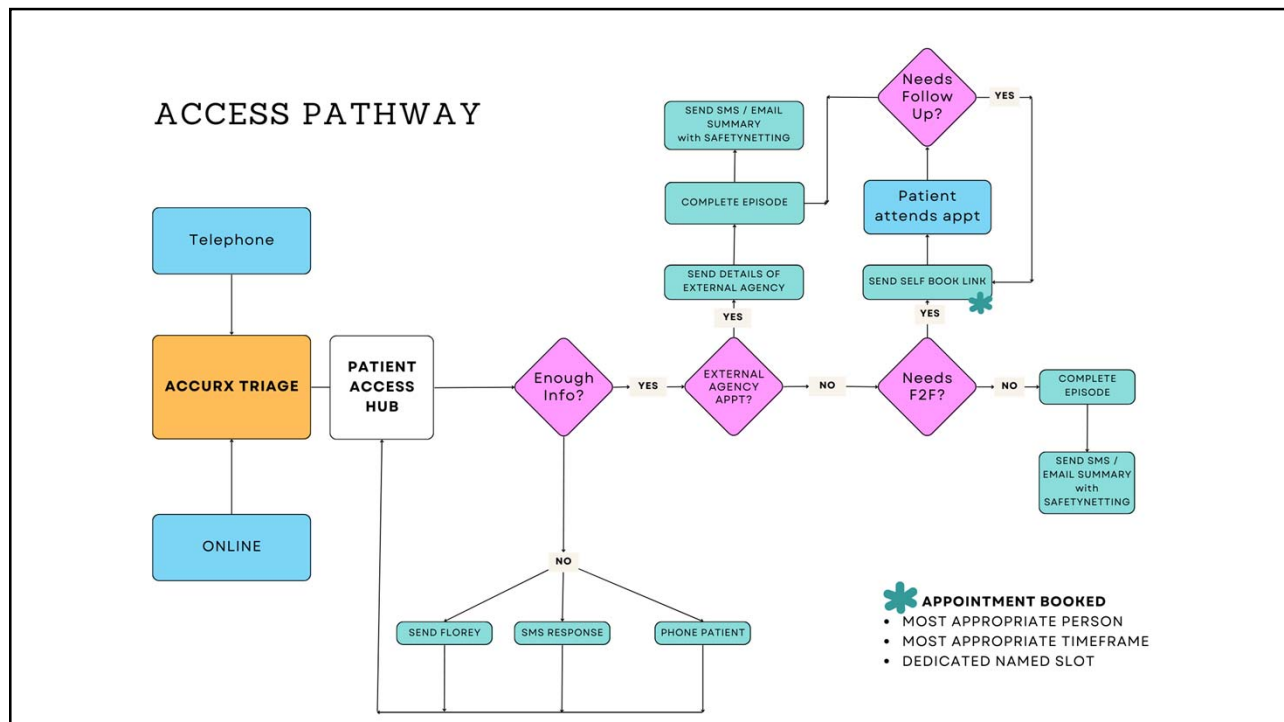 ACCESS PATHWAY
Telephone
ACCURX TRIAGE
ONLINE
PATIENT
ACCESS
HUB
Enough
Info?
YES
NO
SEND FLOREY
SMS RESPONSE
PHONE PATIENT
EXTERNAL
AGENCY
APPT?
YES
SEND DETAILS OF
EXTERNAL AGENCY
COMPLETE EPISODE
SEND SMS / EMAIL
SUMMARY
with SAFETYNETTING
NO
Needs
F2F?
YES
SEND SELF BOOK LINK
Patient
attends appt
Needs
Follow
Up?
YES
NO
COMPLETE
EPISODE
SEND SMS /
EMAIL SUMMARY
with
SAFETYNETTING
APPOINTMENT BOOKED
• MOST APPROPRIATE PERSON
• MOST APPROPRIATE TIMEFRAME
• DEDICATED NAMED SLOT